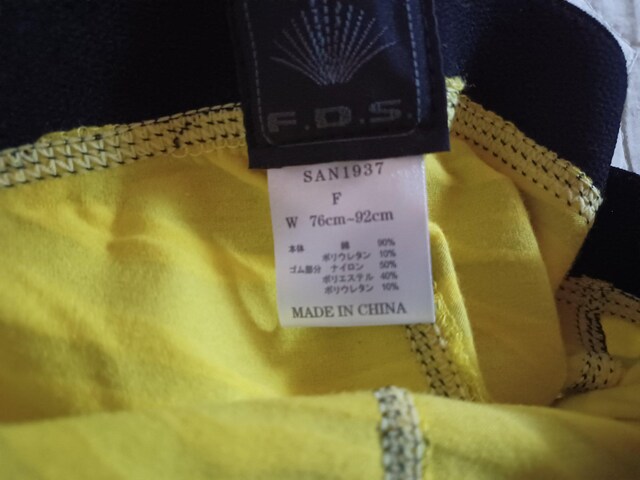 F.D.S.
SAN1937
F
W 76cm~92cm
本体 綿 90%
ポリウレタン 10%
ゴム部分 ナイロン 50%
ポリエステル 40%
ポリウレタン 10%
MADE IN CHINA